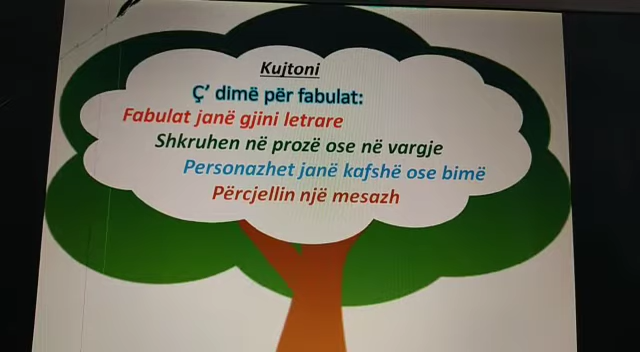 Kujtoni
Ç' dimë për fabulat:
Fabulat janë gjini letrare
Shkruhen në prozë ose në vargje
Personazhet janë kafshë ose bimë
Përcjellin një mesazh